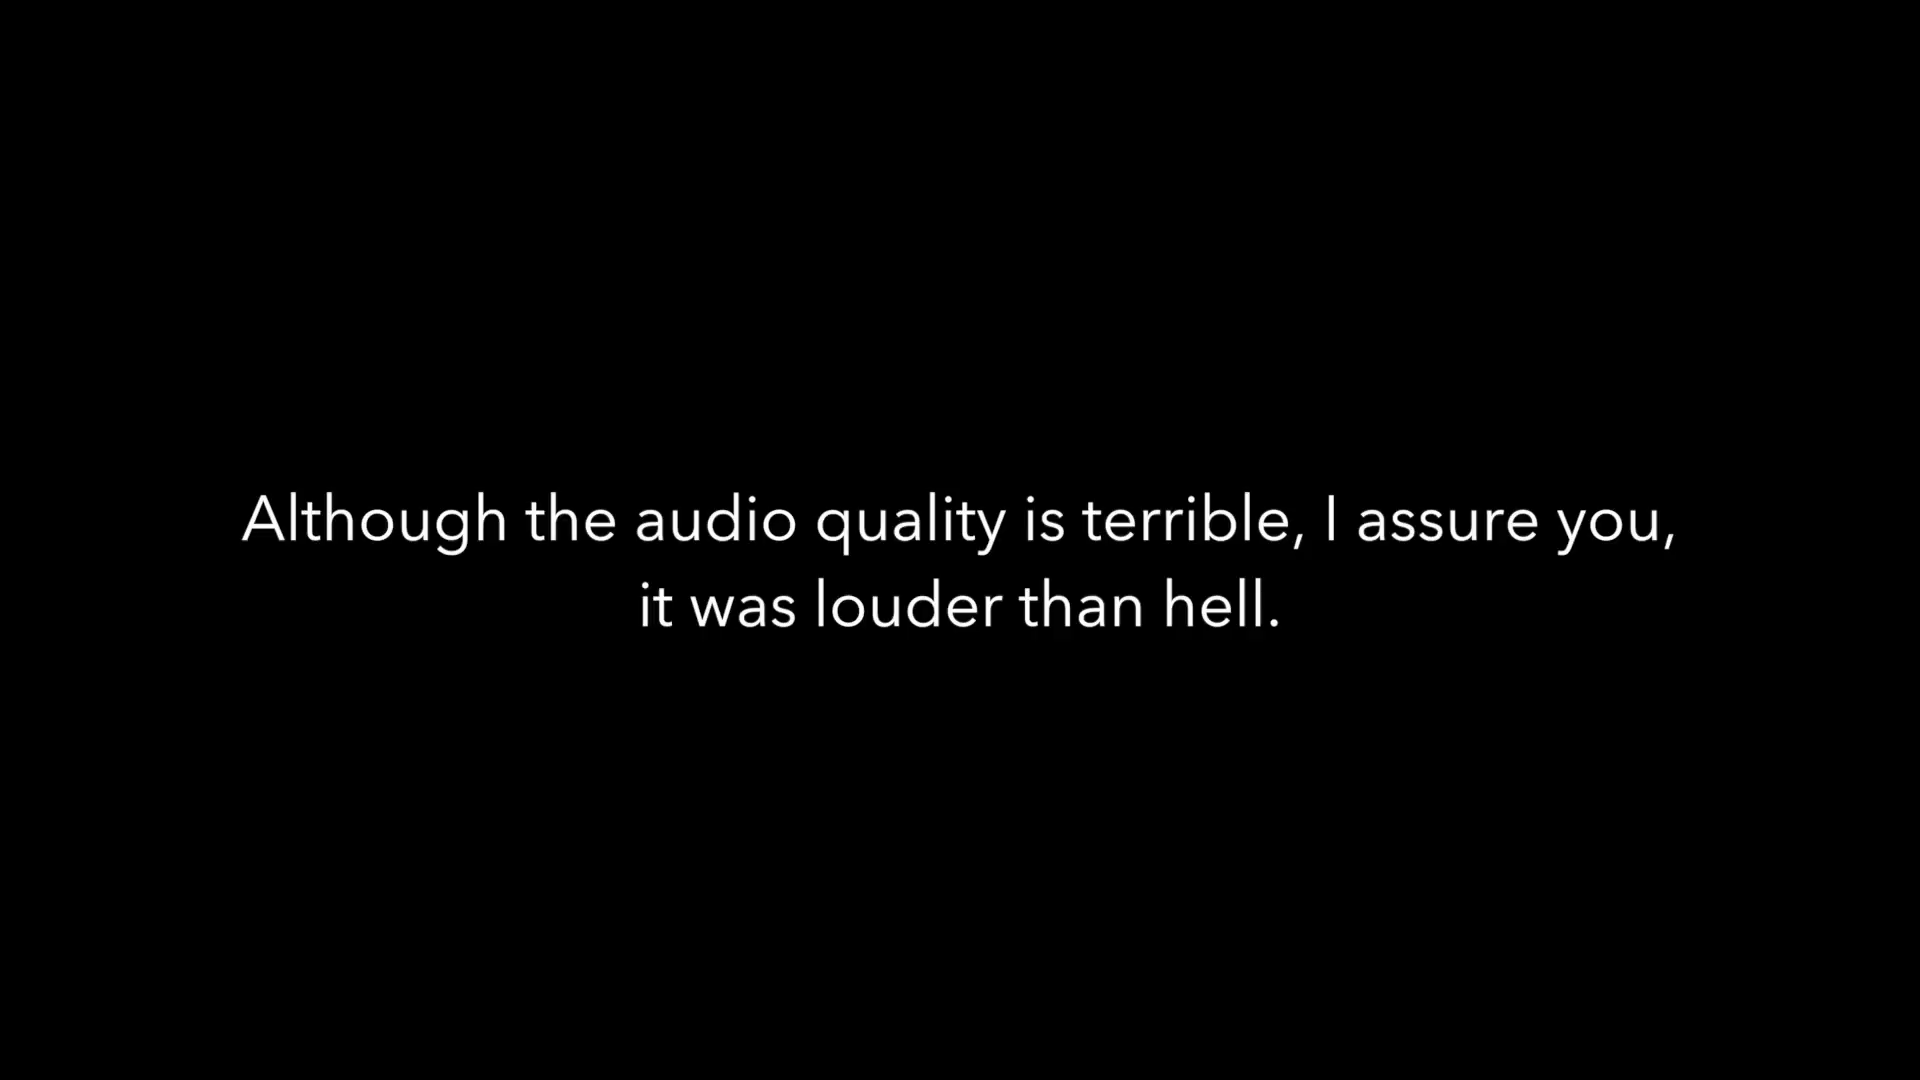 Although the audio quality is terrible, I assure you,
it was louder than hell.